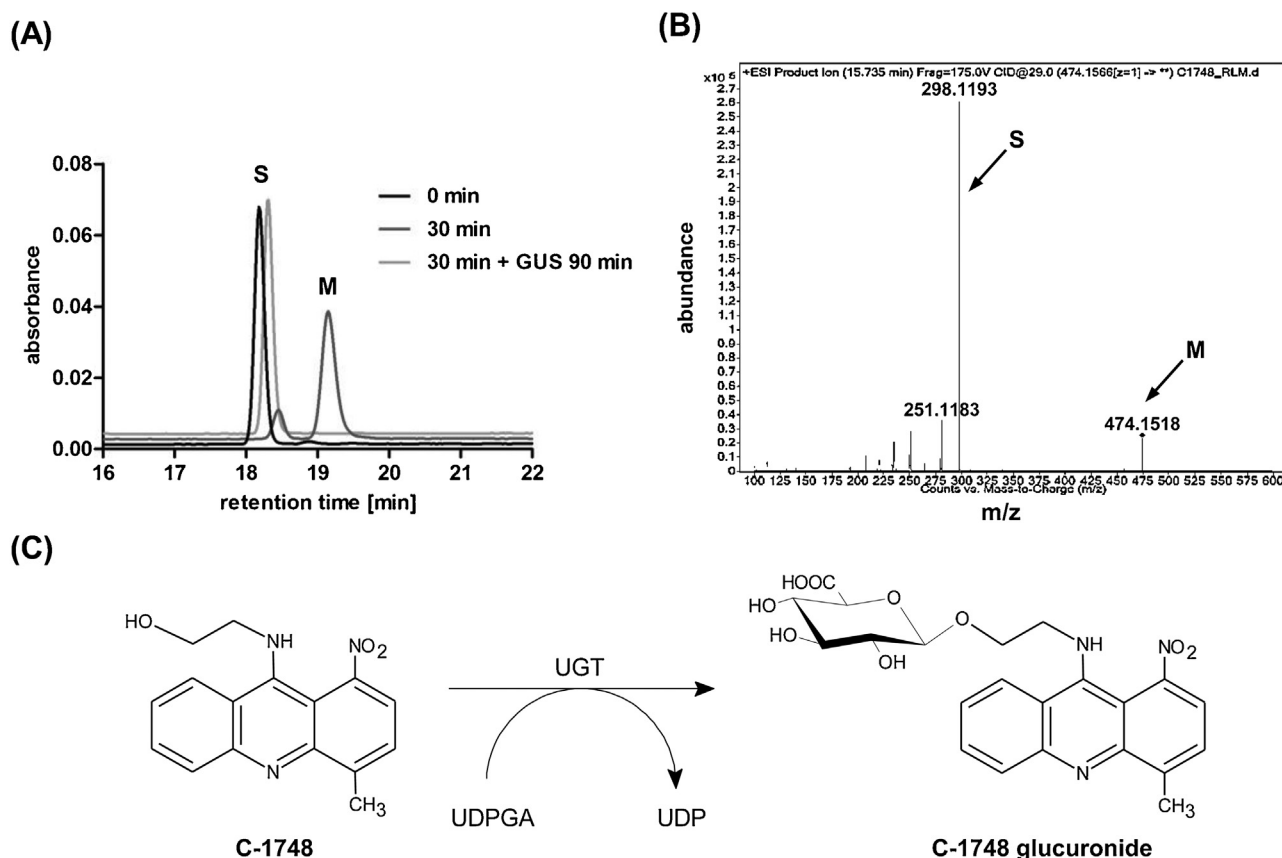 (A)
0.08
0.06
0.04
0.02
0.00
absorbance
S
M
0 min
30 min
30 min + GUS 90 min
16 17 18 19 20 21 22
retention time [min]
(B)
+ESI Product Ion (15.735 min) Frag=175.0V CID@29.0 (474.1566[z=1] -> **) C1748_RLM.d
2.7
2.6
2.5
2.4
2.3
2.2
2.1
2
1.9
1.8
1.7
1.6
1.5
1.4
1.3
1.2
1.1
1
0.9
0.8
0.7
0.6
0.5
0.4
0.3
0.2
0.1
0
abundance
298.1193
S
251.1183
M
474.1518
100 125 150 175 200 225 250 275 300 325 350 375 400 425 450 475 500 525 550 575 600
Counts vs. Mass-to-Charge (m/z)
m/z
(C)
HO
NH
NO2
N
CH3
C-1748
UGT
UDPGA
UDP
HOOC
HO
HO
OH
O
O
NH
NO2
N
CH3
C-1748 glucuronide